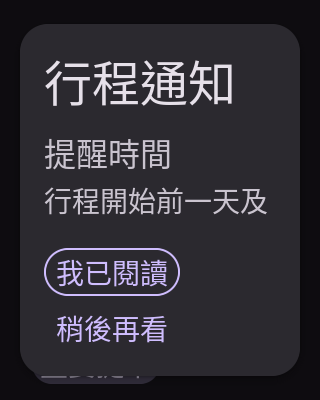 行程通知
提醒時間
行程開始前一天及
我已閱讀
稍後再看